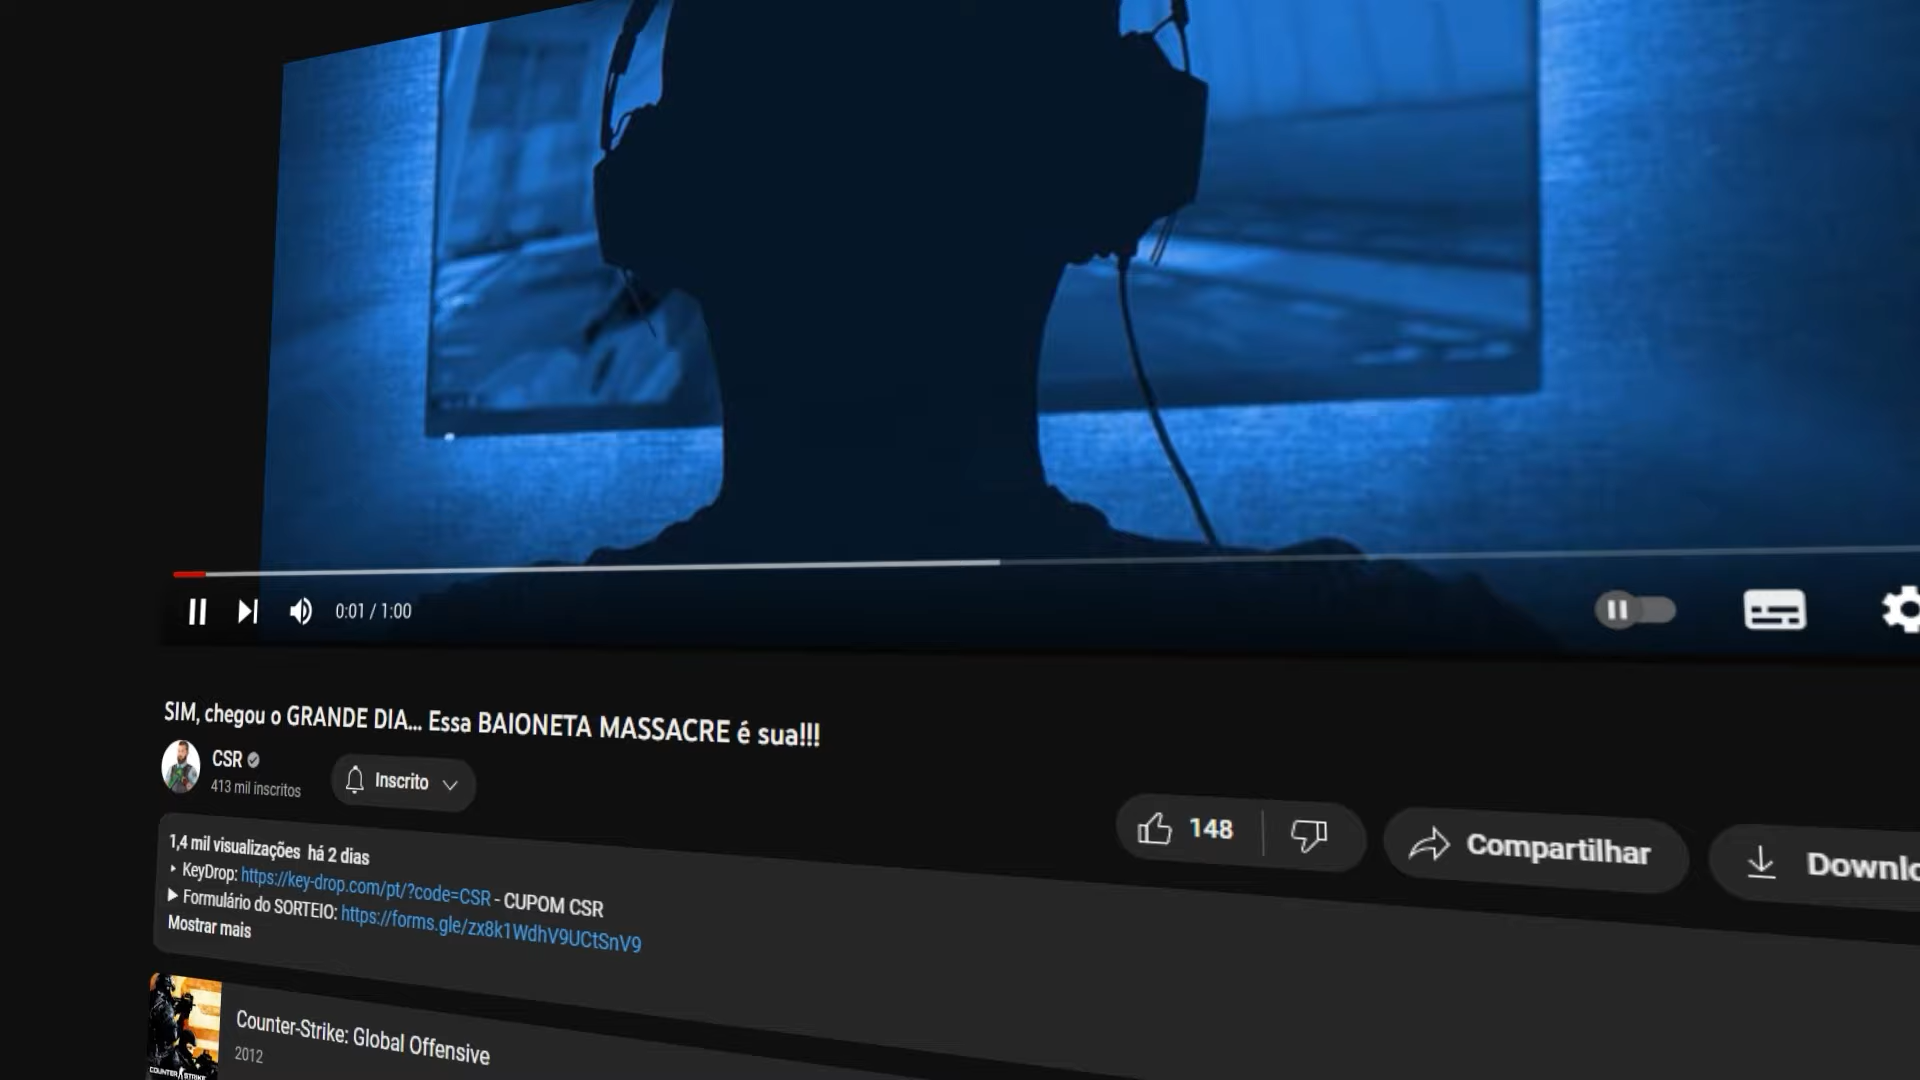 0:01 / 1:00
SIM, chegou o GRANDE DIA... Essa BAIONETA MASSACRE é sua!!!
CSR
413 mil inscritos
Inscrito
148
Compartilhar
Downlo
1,4 mil visualizações há 2 dias
‣ KeyDrop: https://key-drop.com/pt/?code=CSR - CUPOM CSR
► Formulário do SORTEIO: https://forms.gle/zx8k1WdhV9UCtSnV9
Mostrar mais
Counter-Strike: Global Offensive
2012
COUNTER STRIKE